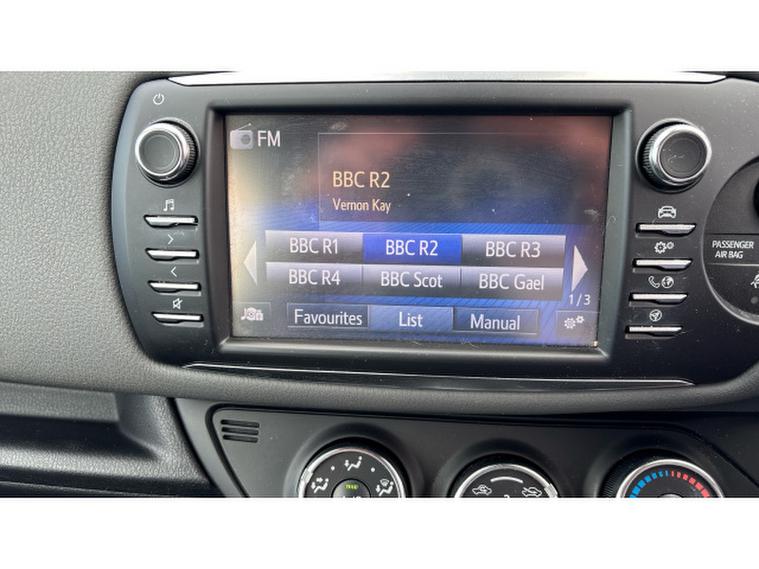 FM
BBC R2
Vernon Kay
BBC R1 BBC R2 BBC R3
BBC R4 BBC Scot BBC Gael
1/3
Favourites List Manual
PASSENGER
AIR BAG